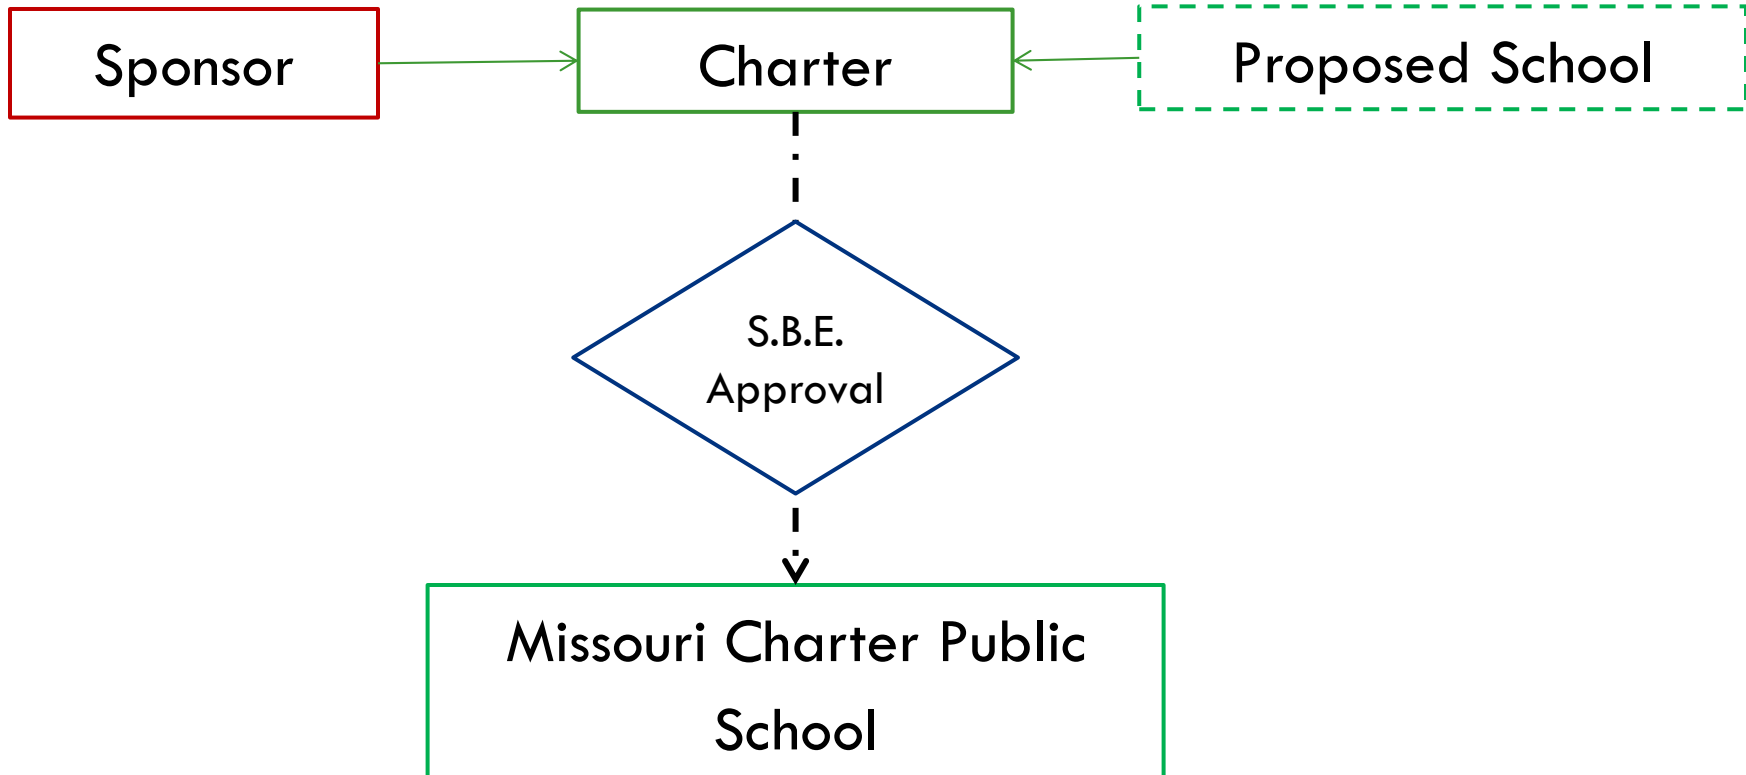 Sponsor
Charter
Proposed School
S.B.E.
Approval
Missouri Charter Public
School